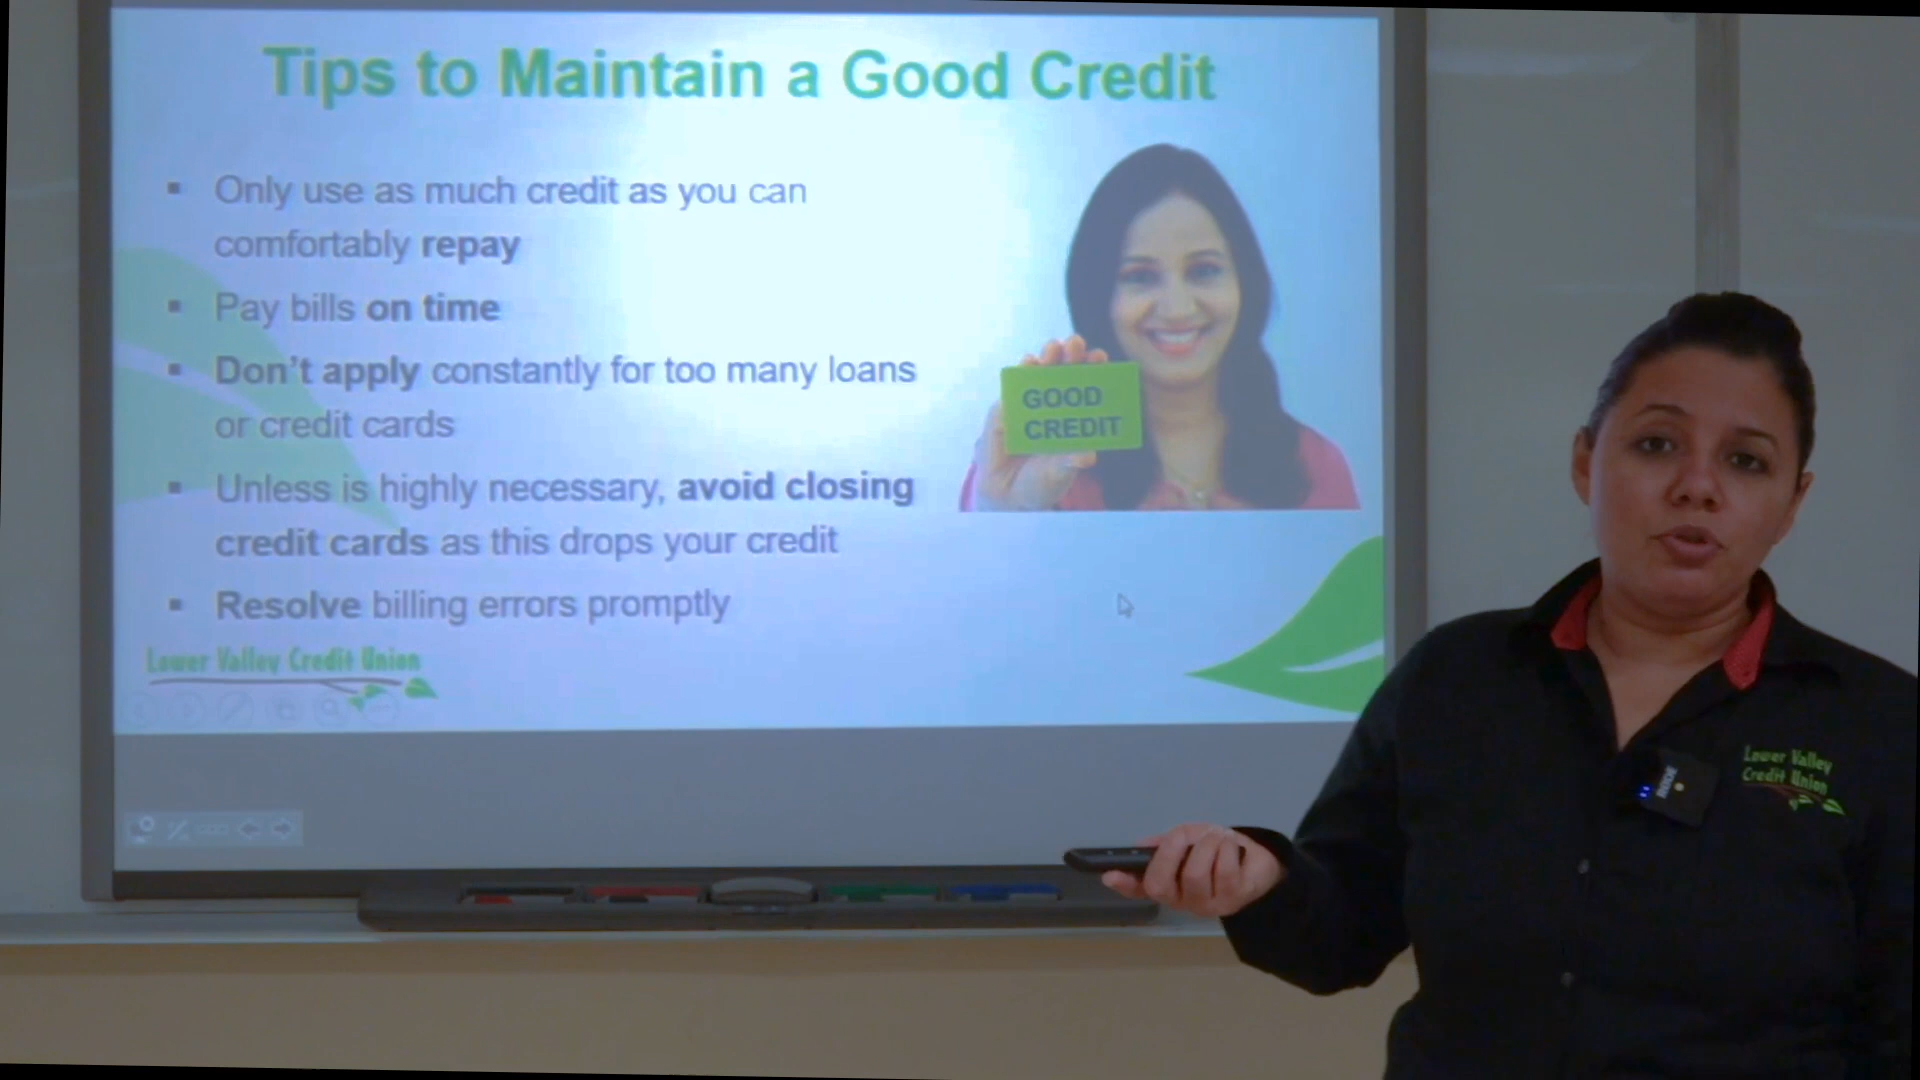 Tips to Maintain a Good Credit
▪ Only use as much credit as you can
comfortably repay
▪ Pay bills on time
▪ Don't apply constantly for too many loans
or credit cards
▪ Unless is highly necessary, avoid closing
credit cards as this drops your credit
▪ Resolve billing errors promptly
GOOD
CREDIT
Lower Valley Credit Union
Lower Valley
Credit Union